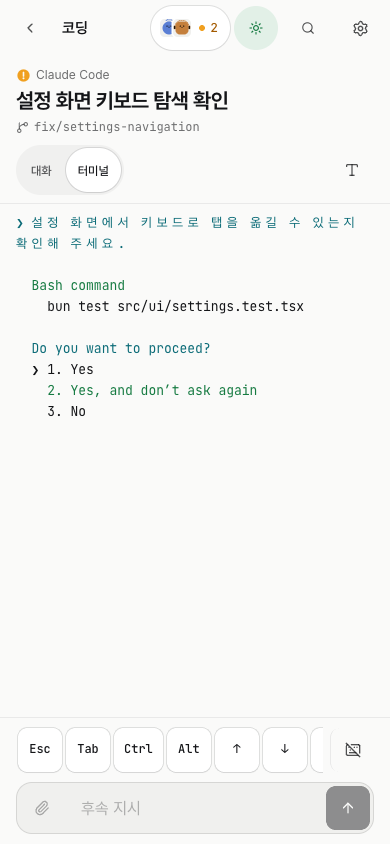 코딩
2
Claude Code
설정 화면 키보드 탐색 확인
fix/settings-navigation
대화
터미널
❯ 설정 화면에서 키보드로 탭을 옮길 수 있는지
확인해 주세요.
Bash command
bun test src/ui/settings.test.tsx
Do you want to proceed?
❯ 1. Yes
2. Yes, and don’t ask again
3. No
Esc Tab Ctrl Alt ↑ ↓
후속 지시